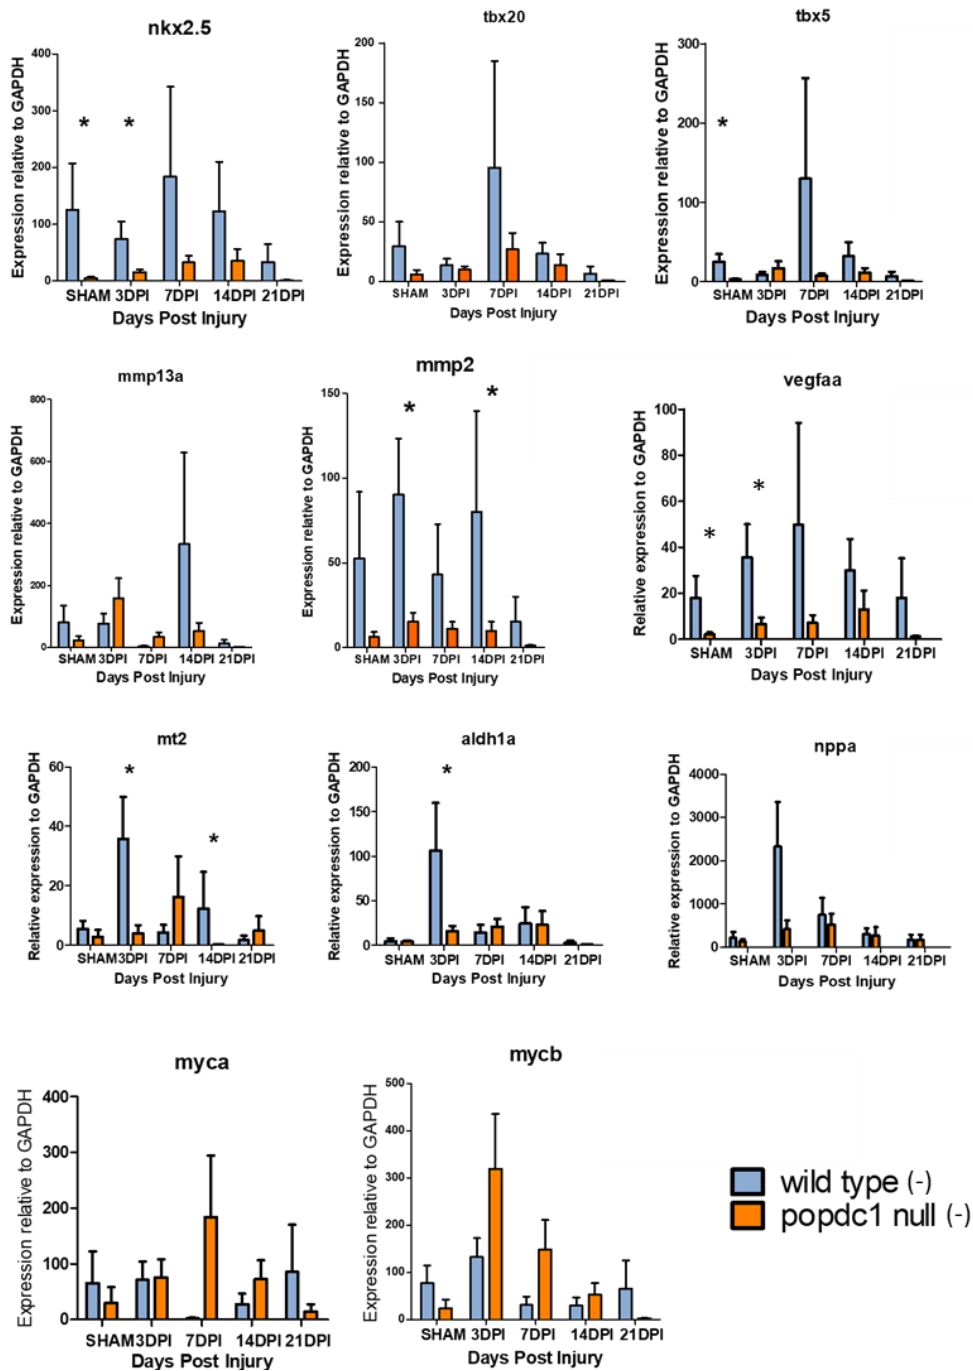 nkx2.5
Expression relative to GAPDH
400
300
200
100
0
*
*
SHAM 3DPI 7DPI 14DPI 21DPI
Days Post Injury
tbx20
Expression relative to GAPDH
200
150
100
50
0
SHAM 3DPI 7DPI 14DPI 21DPI
Days Post Injury
tbx5
Expression relative to GAPDH
300
200
100
0
*
SHAM 3DPI 7DPI 14DPI 21DPI
Days Post Injury
mmp13a
Expression relative to GAPDH
800
600
400
200
0
SHAM 3DPI 7DPI 14DPI 21DPI
Days Post Injury
mmp2
Expression relative to GAPDH
150
100
50
0
*
*
SHAM 3DPI 7DPI 14DPI 21DPI
Days Post Injury
vegfaa
Relative expression to GAPDH
100
80
60
40
20
0
*
*
SHAM 3DPI 7DPI 14DPI 21DPI
Days Post Injury
mt2
Relative expression to GAPDH
60
40
20
0
*
*
SHAM 3DPI 7DPI 14DPI 21DPI
Days Post Injury
aldh1a
Relative expression to GAPDH
200
150
100
50
0
*
SHAM 3DPI 7DPI 14DPI 21DPI
Days Post Injury
nppa
Relative expression to GAPDH
4000
3000
2000
1000
0
SHAM 3DPI 7DPI 14DPI 21DPI
Days Post Injury
myca
Expression relative to GAPDH
400
300
200
100
0
SHAM 3DPI 7DPI 14DPI 21DPI
Days Post Injury
mycb
Expression relative to GAPDH
500
400
300
200
100
0
SHAM 3DPI 7DPI 14DPI 21DPI
Days Post Injury
wild type (-)
popdc1 null (-)